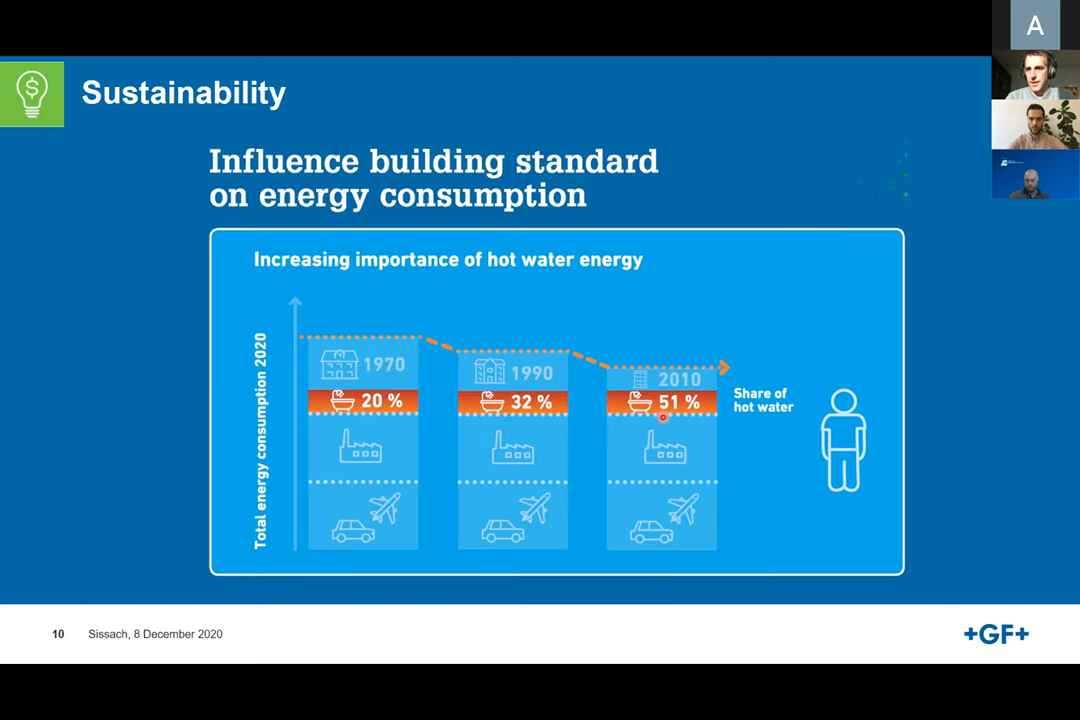 A
Sustainability
Influence building standard
on energy consumption
Increasing importance of hot water energy
Total energy consumption 2020
1970
1990
2010
20 %
32 %
51 %
Share of
hot water
10 Sissach, 8 December 2020
+GF+